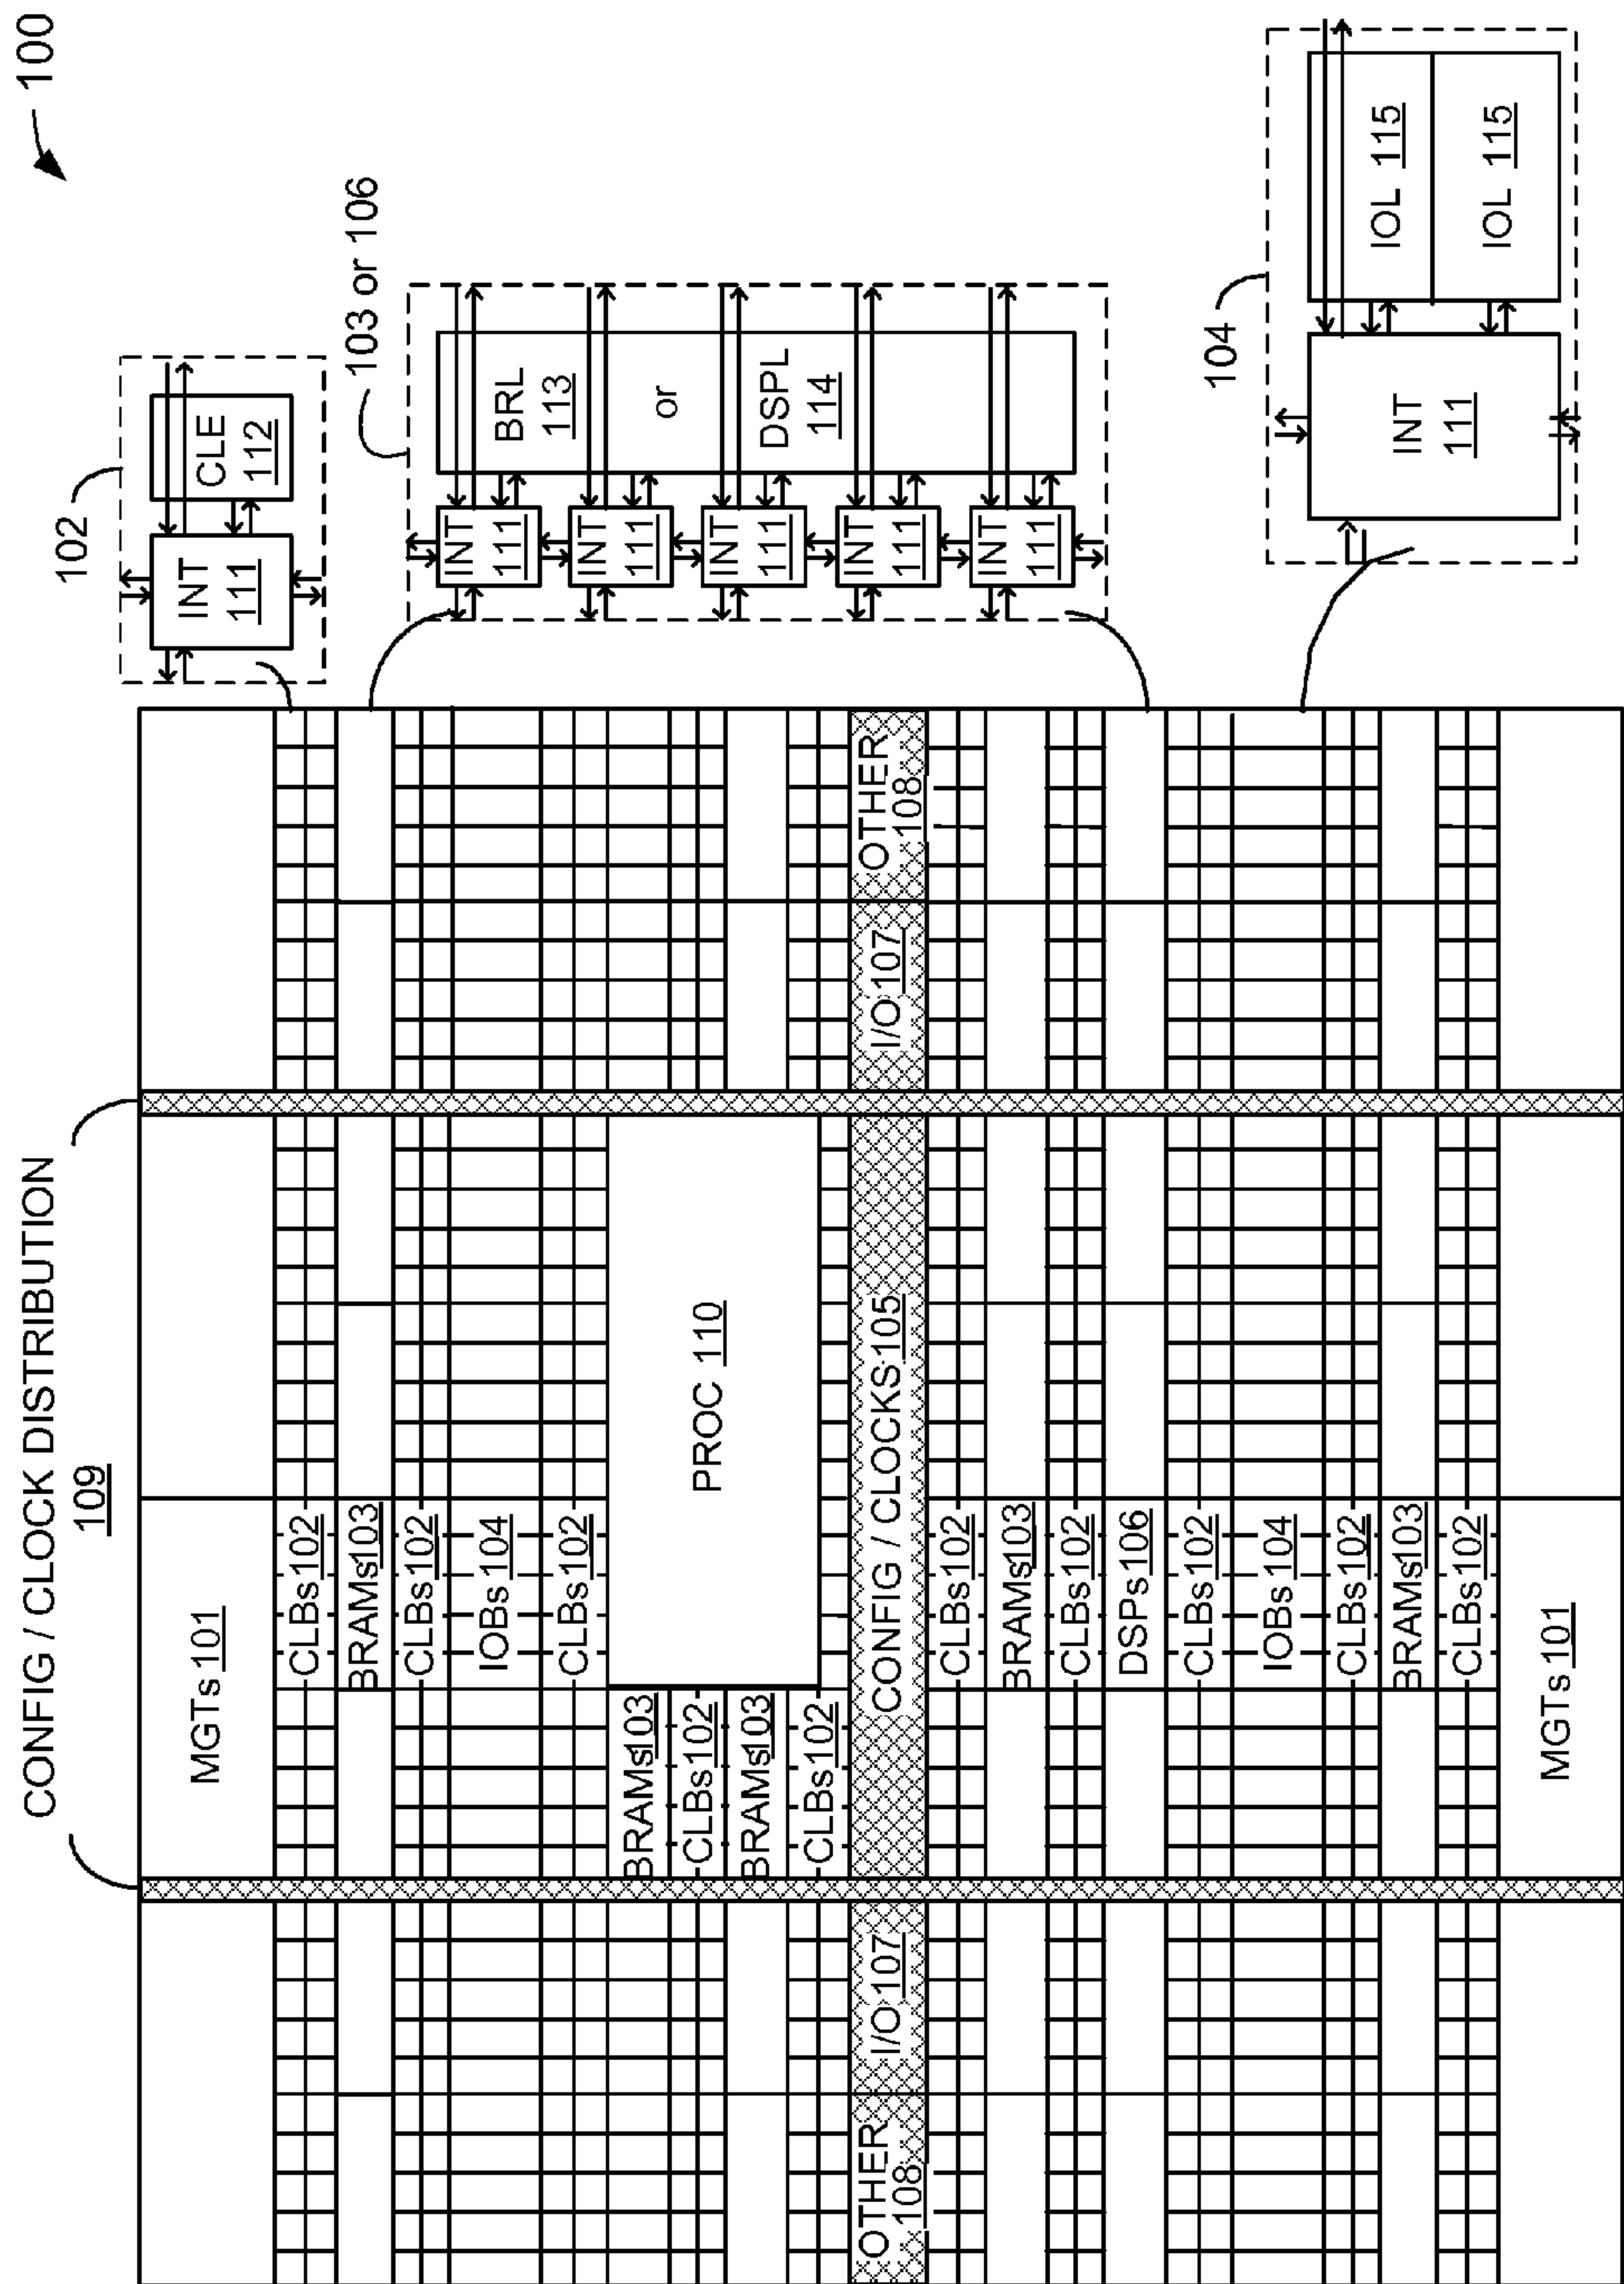 100
CONFIG / CLOCK DISTRIBUTION
109
MGTs 101
CLBs 102
BRAMs 103
CLBs 102
IOBs 104
CLBs 102
BRAMs 103
CLBs 102
BRAMs 103
CLBs 102
PROC 110
OTHER
108
I/O 107
CONFIG / CLOCKS 105
I/O 107
OTHER
108
CLBs 102
BRAMs 103
CLBs 102
DSPs 106
CLBs 102
IOBs 104
CLBs 102
BRAMs 103
CLBs 102
MGTs 101
102
INT
111
CLE
112
103 or 106
INT
111
INT
111
INT
111
INT
111
INT
111
BRL
113
or
DSPL
114
104
INT
111
IOL 115
IOL 115